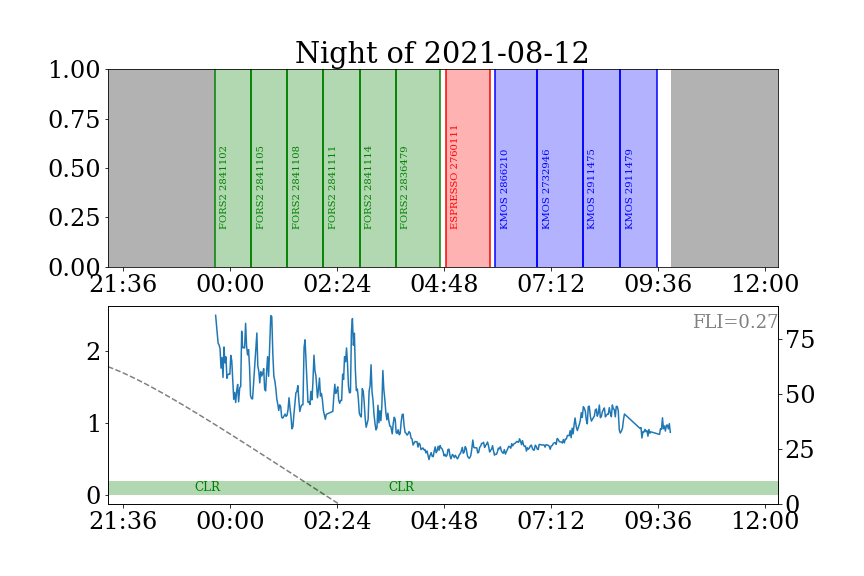 Night of 2021-08-12
1.00
0.75
0.50
0.25
0.00
FORS2 2841102
FORS2 2841105
FORS2 2841108
FORS2 2841111
FORS2 2841114
FORS2 2836479
ESPRESSO 2760111
KMOS 2866210
KMOS 2732946
KMOS 2911475
KMOS 2911479
21:36 00:00 02:24 04:48 07:12 09:36 12:00
FLI=0.27
2
1
0
75
50
25
0
CLR CLR
21:36 00:00 02:24 04:48 07:12 09:36 12:00